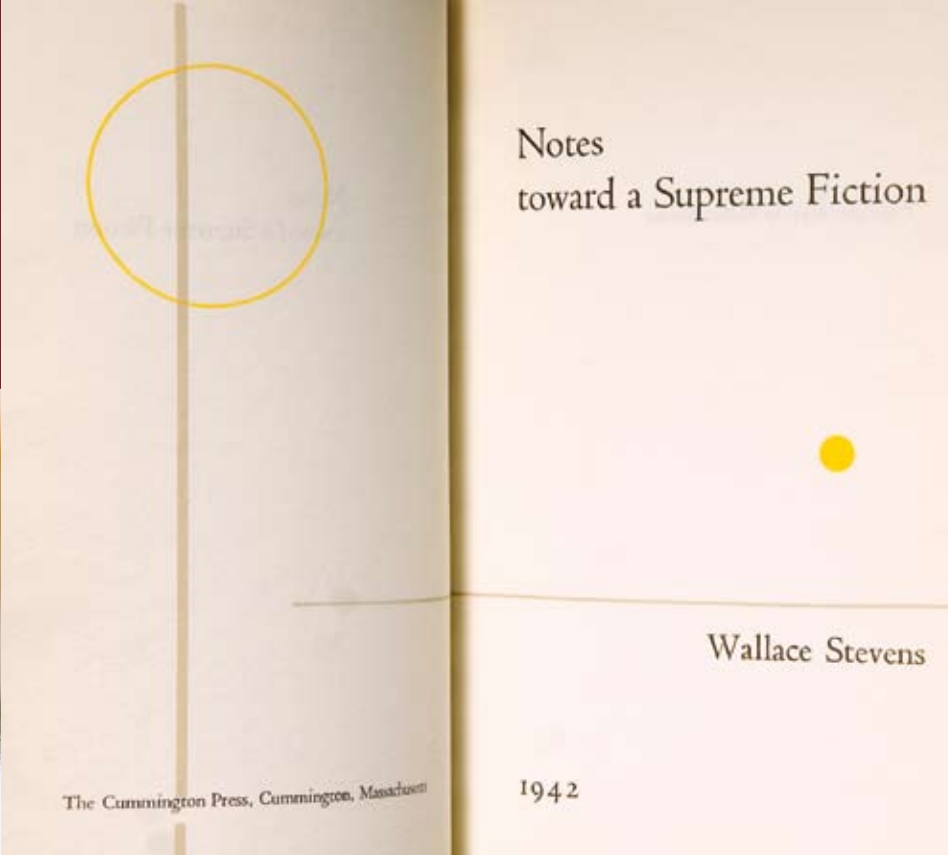 The Cummington Press, Cummington, Massachusetts
Notes
toward a Supreme Fiction
Wallace Stevens
1942